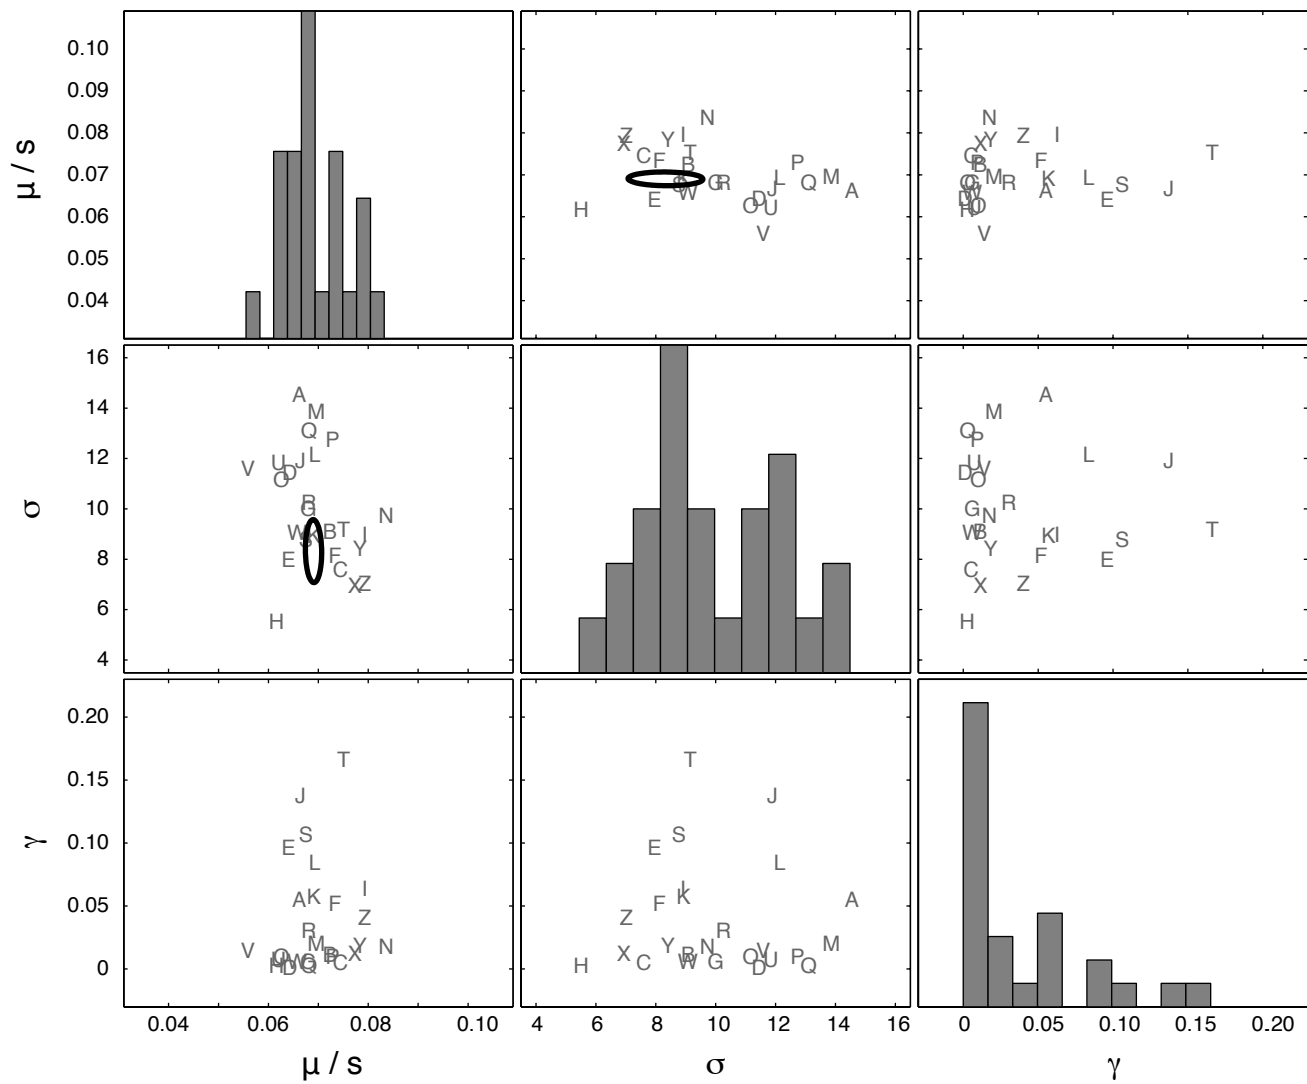 0.10
0.09
0.08
0.07
0.06
0.05
0.04
μ / s
N
Z X Y I T C F B K S G R W E H P L M J Q A D O U V
N
Z I Y X T C P B F M K R L S G Q W A J D O U H E V
16
14
12
10
8
6
4
σ
A
M
Q P
V U J L D O
R G N
W B T I K S Y F E C X Z
H
A
M
Q P
L J U V D O
R G N
W B T K I S Y F E C X Z
H
0.20
0.15
0.10
0.05
0
γ
T
J
S
E L
I K A F
Z
R
V M Y N O P B X U W G C H D Q
T
J
S
E L
I K F A
Z
R
Y N M V X B O P U W G C H D Q
0.04 0.06 0.08 0.10
4 6 8 10 12 14 16
0 0.05 0.10 0.15 0.20
μ / s
σ
γ